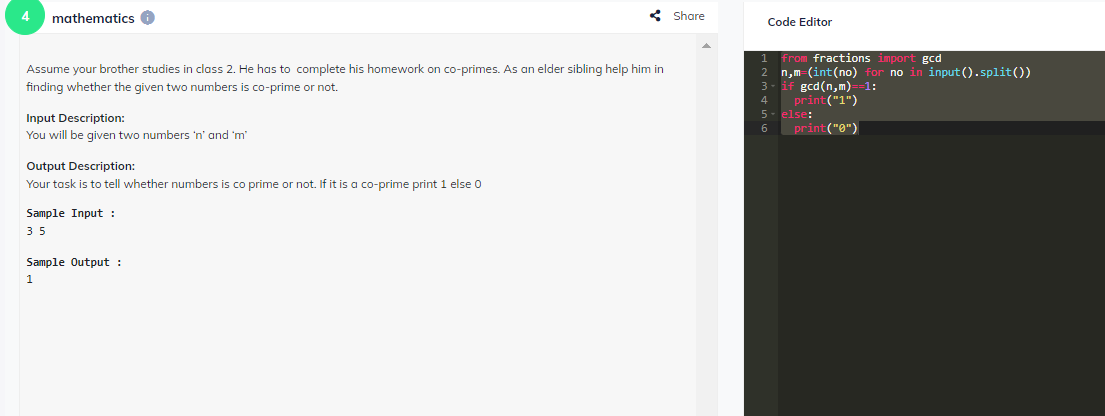 4 mathematics i Share
Assume your brother studies in class 2. He has to complete his homework on co-primes. As an elder sibling help him in
finding whether the given two numbers is co-prime or not.
Input Description:
You will be given two numbers ‘n’ and ‘m’
Output Description:
Your task is to tell whether numbers is co prime or not. If it is a co-prime print 1 else 0
Sample Input :
3 5
Sample Output :
1
Code Editor
1 from fractions import gcd
2 n,m=(int(no) for no in input().split())
3 if gcd(n,m)==1:
4 print("1")
5 else:
6 print("0")